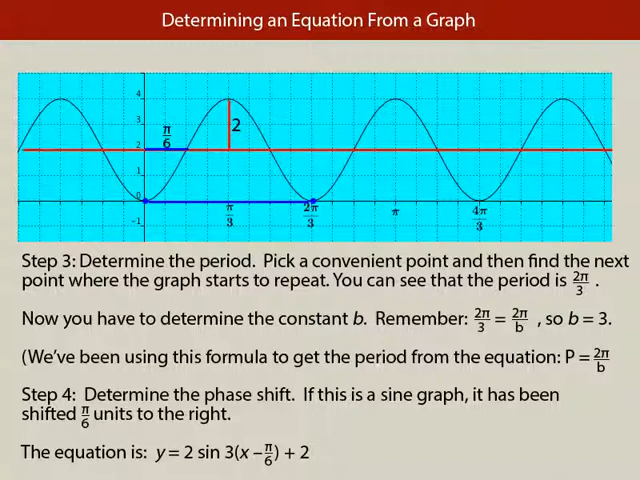 Determining an Equation From a Graph
4
3
2
1
0
-1
π/6
2
π/3
2π/3
π
4π/3
Step 3: Determine the period. Pick a convenient point and then find the next
point where the graph starts to repeat. You can see that the period is 2π/3 .
Now you have to determine the constant b. Remember: 2π/3 = 2π/b , so b = 3.
(We've been using this formula to get the period from the equation: P = 2π/b
Step 4: Determine the phase shift. If this is a sine graph, it has been
shifted π/6 units to the right.
The equation is: y = 2 sin 3(x – π/6) + 2